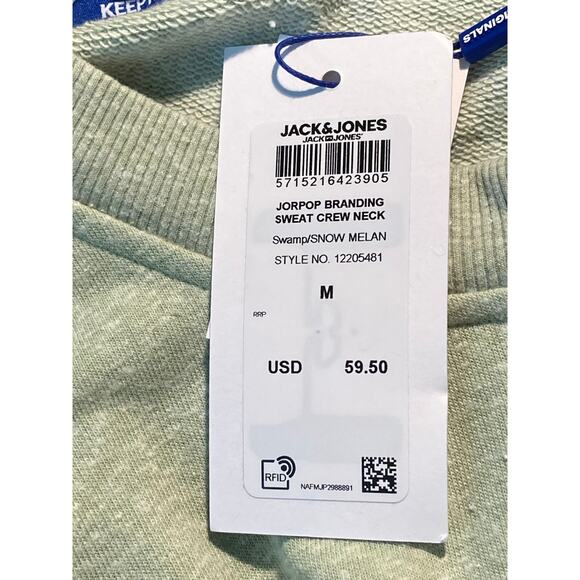 KEEP
ORIGINALS
JACK&JONES
JACK JONES
5715216423905
JORPOP BRANDING
SWEAT CREW NECK
Swamp/SNOW MELAN
STYLE NO. 12205481
M
RRP
USD 59.50
RFID
NAFMJP2988891